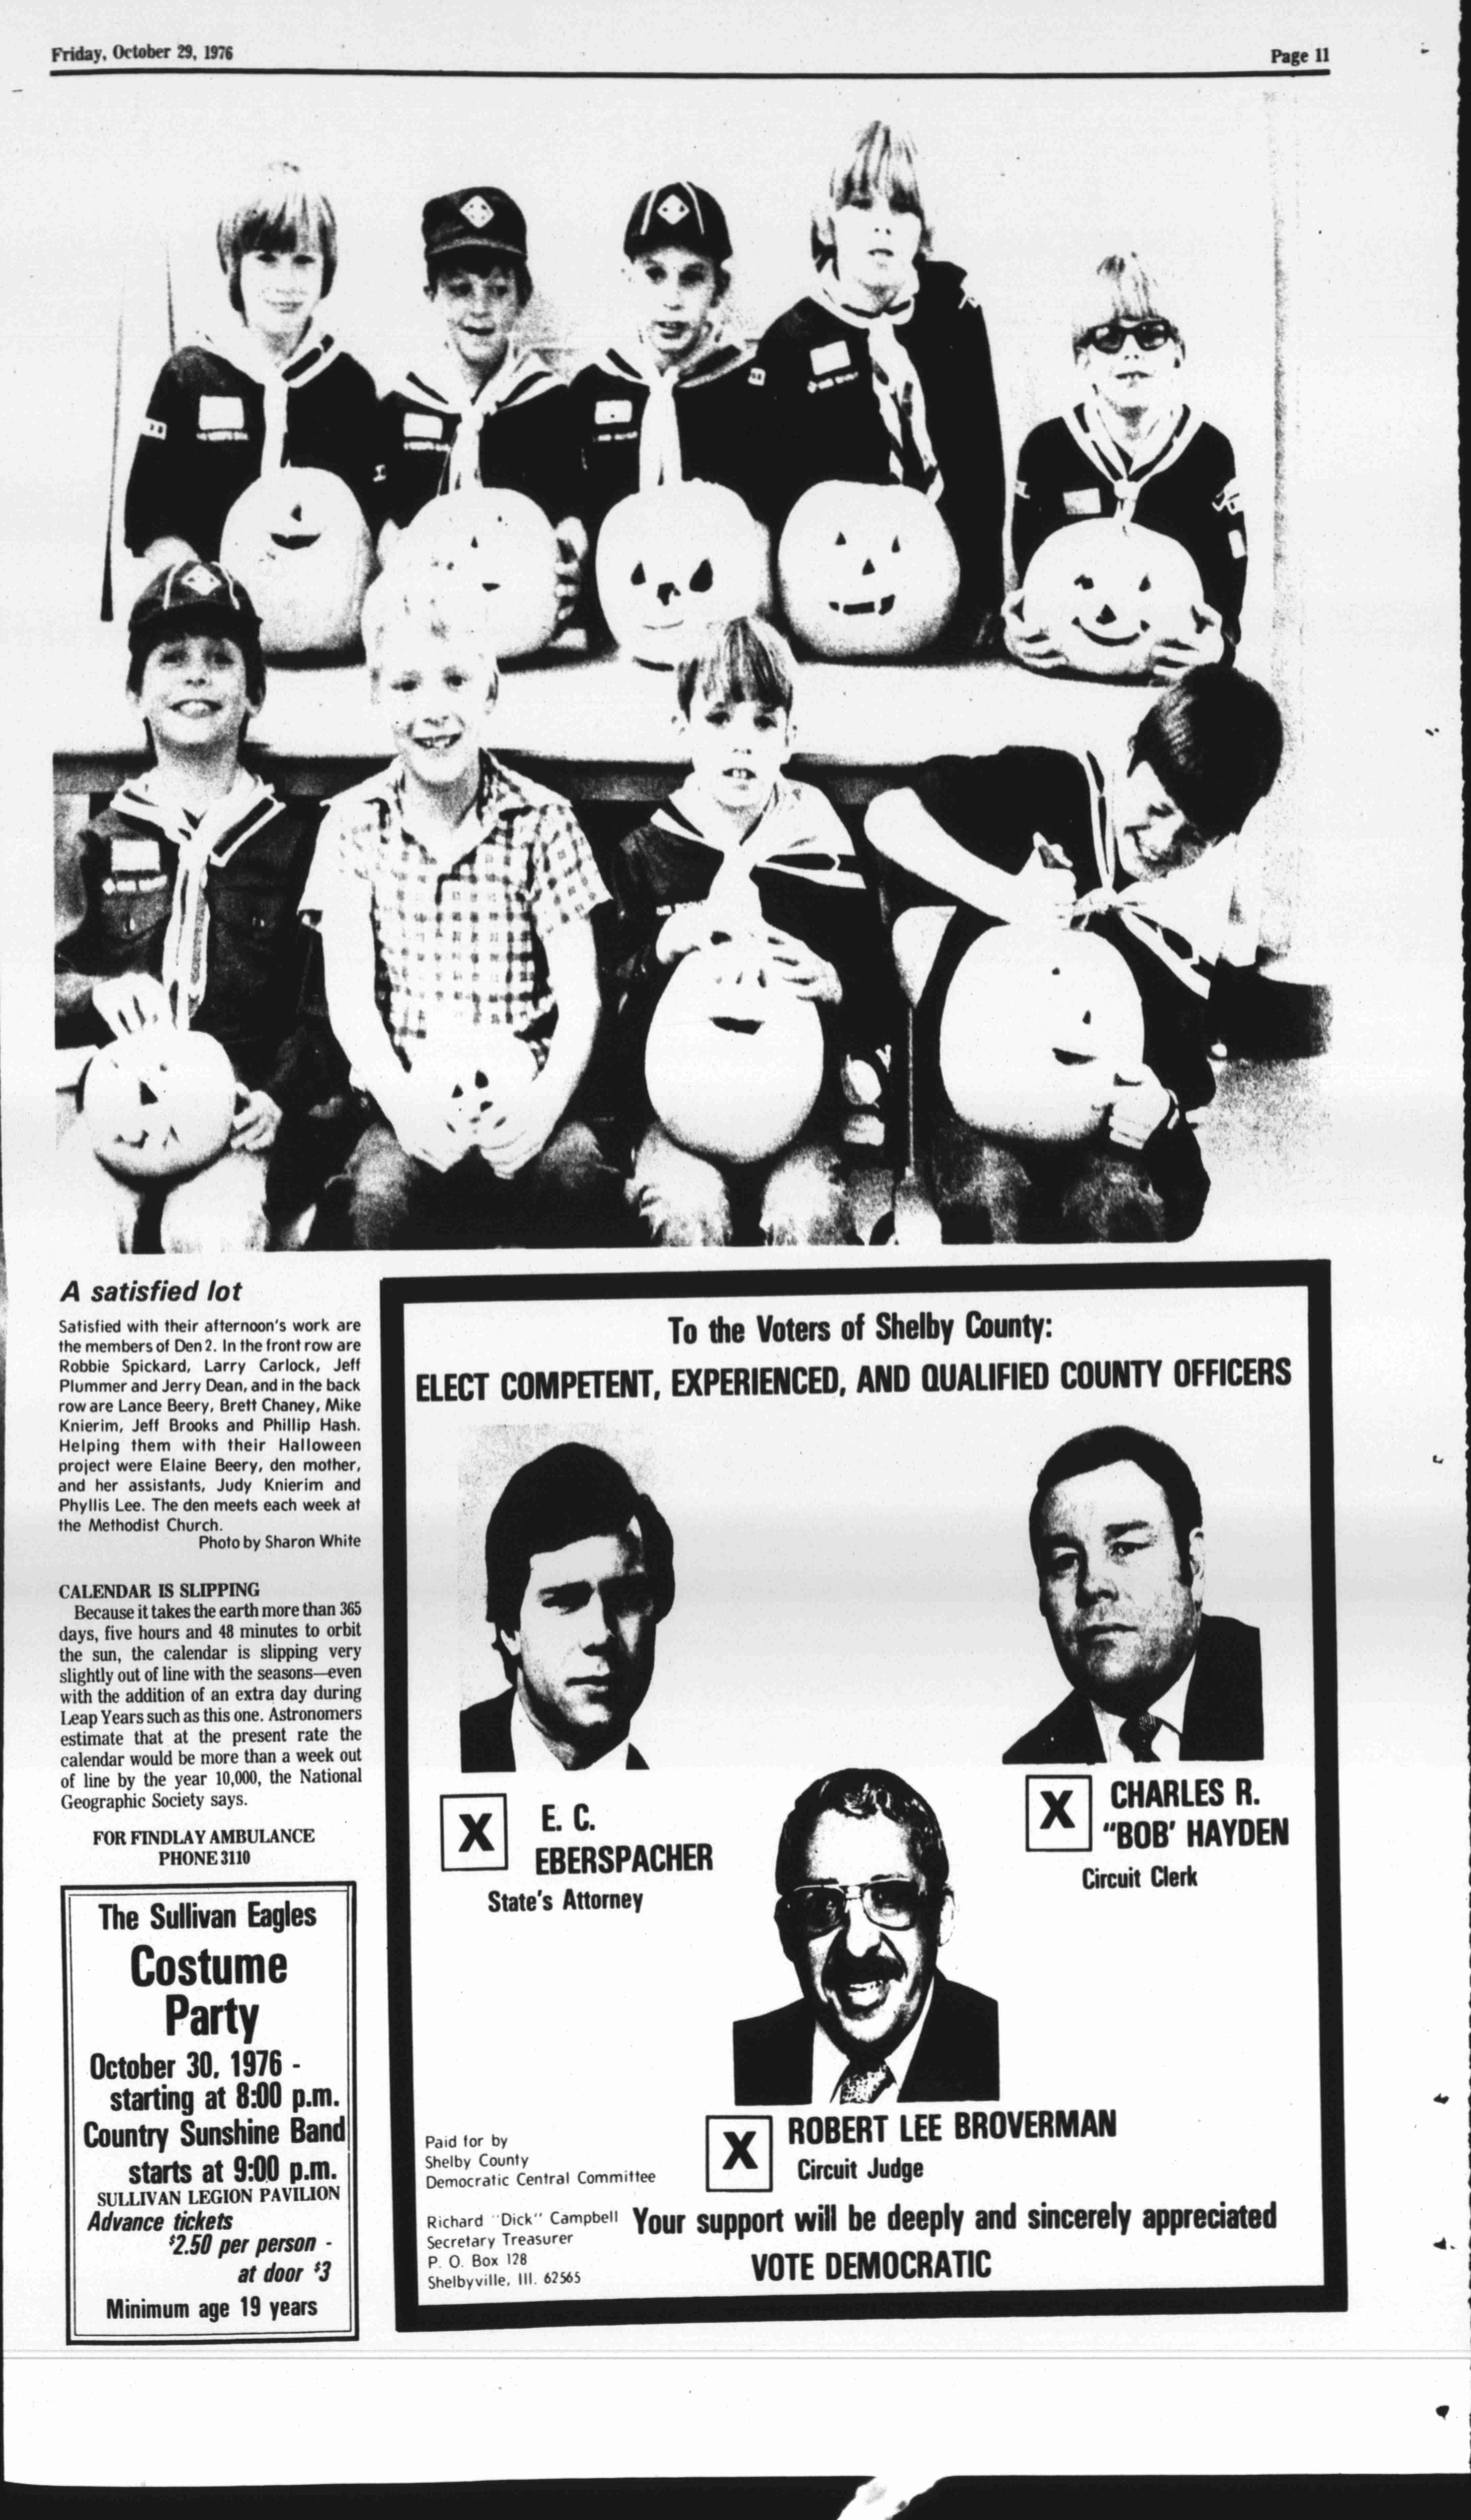 Friday, October 29, 1976
Page 11
A satisfied lot
Satisfied with their afternoon's work are
the members of Den 2. In the front row are
Robbie Spickard, Larry Carlock, Jeff
Plummer and Jerry Dean, and in the back
row are Lance Beery, Brett Chaney, Mike
Knierim, Jeff Brooks and Phillip Hash.
Helping them with their Halloween
project were Elaine Beery, den mother,
and her assistants, Judy Knierim and
Phyllis Lee. The den meets each week at
the Methodist Church.
Photo by Sharon White
CALENDAR IS SLIPPING
Because it takes the earth more than 365
days, five hours and 48 minutes to orbit
the sun, the calendar is slipping very
slightly out of line with the seasons—even
with the addition of an extra day during
Leap Years such as this one. Astronomers
estimate that at the present rate the
calendar would be more than a week out
of line by the year 10,000, the National
Geographic Society says.
FOR FINDLAY AMBULANCE
PHONE 3110
The Sullivan Eagles
Costume
Party
October 30, 1976 -
starting at 8:00 p.m.
Country Sunshine Band
starts at 9:00 p.m.
SULLIVAN LEGION PAVILION
Advance tickets
$2.50 per person -
at door $3
Minimum age 19 years
To the Voters of Shelby County:
ELECT COMPETENT, EXPERIENCED, AND QUALIFIED COUNTY OFFICERS
X
E. C.
EBERSPACHER
State's Attorney
X
CHARLES R.
"BOB' HAYDEN
Circuit Clerk
X
ROBERT LEE BROVERMAN
Circuit Judge
Paid for by
Shelby County
Democratic Central Committee
Richard "Dick" Campbell
Secretary Treasurer
P. O. Box 128
Shelbyville, Ill. 62565
Your support will be deeply and sincerely appreciated
VOTE DEMOCRATIC